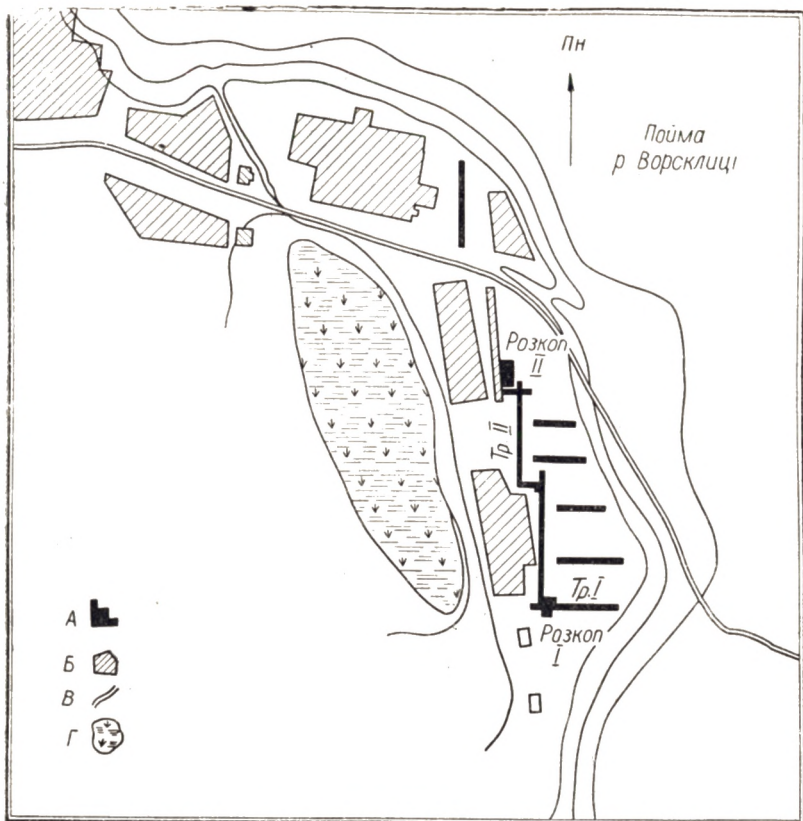 Пн
Пойма
р Ворсклиці
Розкоп
II
Тр II
Тр. I
Розкоп
I
А
Б
В
Г